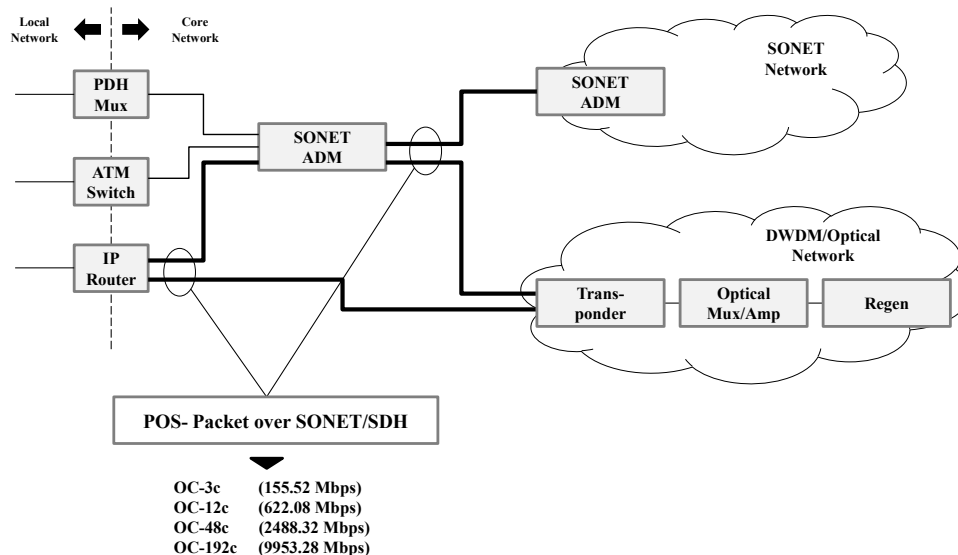 Local
Network
Core
Network
PDH
Mux
ATM
Switch
IP
Router
SONET
ADM
SONET
ADM
SONET
Network
DWDM/Optical
Network
Trans-
ponder
Optical
Mux/Amp
Regen
POS- Packet over SONET/SDH
OC-3c (155.52 Mbps)
OC-12c (622.08 Mbps)
OC-48c (2488.32 Mbps)
OC-192c (9953.28 Mbps)